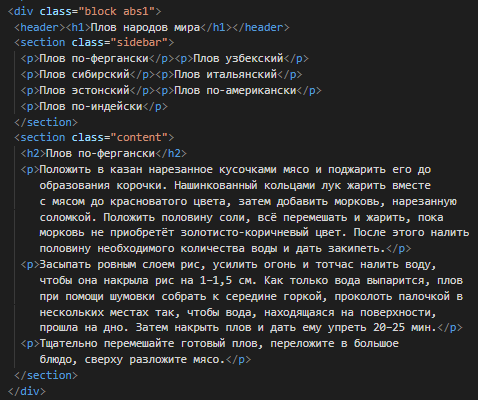 <div class="block abs1">
<header><h1>Плов народов мира</h1></header>
<section class="sidebar">
<p>Плов по-фергански</p><p>Плов узбекский</p>
<p>Плов сибирский</p><p>Плов итальянский</p>
<p>Плов эстонский</p><p>Плов по-американски</p>
<p>Плов по-индейски</p>
</section>
<section class="content">
<h2>Плов по-фергански</h2>
<p>Положить в казан нарезанное кусочками мясо и поджарить его до
образования корочки. Нашинкованный кольцами лук жарить вместе
с мясом до красноватого цвета, затем добавить морковь, нарезанную
соломкой. Положить половину соли, всё перемешать и жарить, пока
морковь не приобретёт золотисто-коричневый цвет. После этого налить
половину необходимого количества воды и дать закипеть.</p>
<p>Засыпать ровным слоем рис, усилить огонь и тотчас налить воду,
чтобы она накрыла рис на 1–1,5 см. Как только вода выпарится, плов
при помощи шумовки собрать к середине горкой, проколоть палочкой в
нескольких местах так, чтобы вода, находящаяся на поверхности,
прошла на дно. Затем накрыть плов и дать ему упреть 20–25 мин.</p>
<p>Тщательно перемешайте готовый плов, переложите в большое
блюдо, сверху разложите мясо.</p>
</section>
</div>